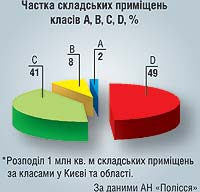 Частка складських приміщень
класів А, В, С, D, %
А
2
В
8
С
41
D
49
*Розподіл 1 млн кв. м складських приміщень
за класами у Києві та області.
За даними АН «Полісся»